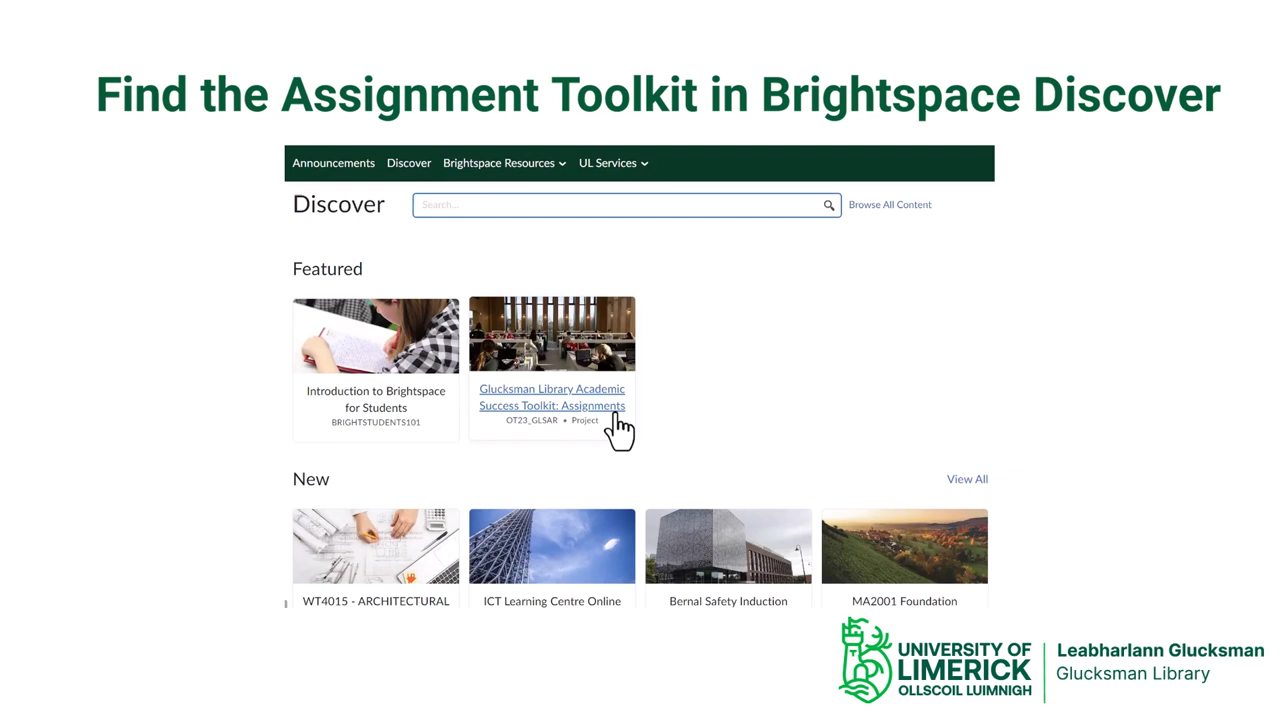 Find the Assignment Toolkit in Brightspace Discover
Announcements Discover Brightspace Resources UL Services
Discover Search... Browse All Content
Featured
Introduction to Brightspace
for Students
BRIGHTSTUDENTS101
Glucksman Library Academic
Success Toolkit: Assignments
OT23_GLSAR • Project
New View All
WT4015 - ARCHITECTURAL
ICT Learning Centre Online
Bernal Safety Induction
MA2001 Foundation
UNIVERSITY OF
LIMERICK
OLLSCOIL LUIMNIGH
Leabharlann Glucksman
Glucksman Library